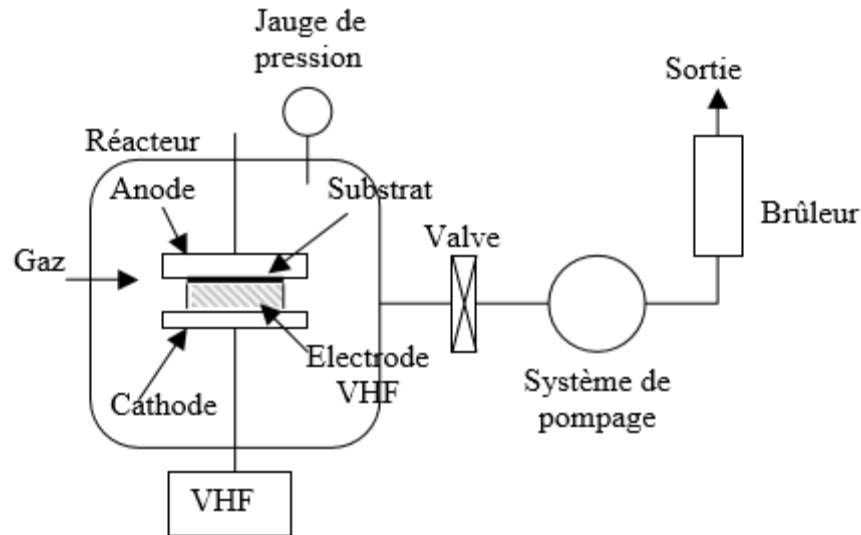 Jauge de
pression
Sortie
Réacteur
Anode
Substrat
Brûleur
Valve
Gaz
Electrode
VHF
Cathode
Système de
pompage
VHF